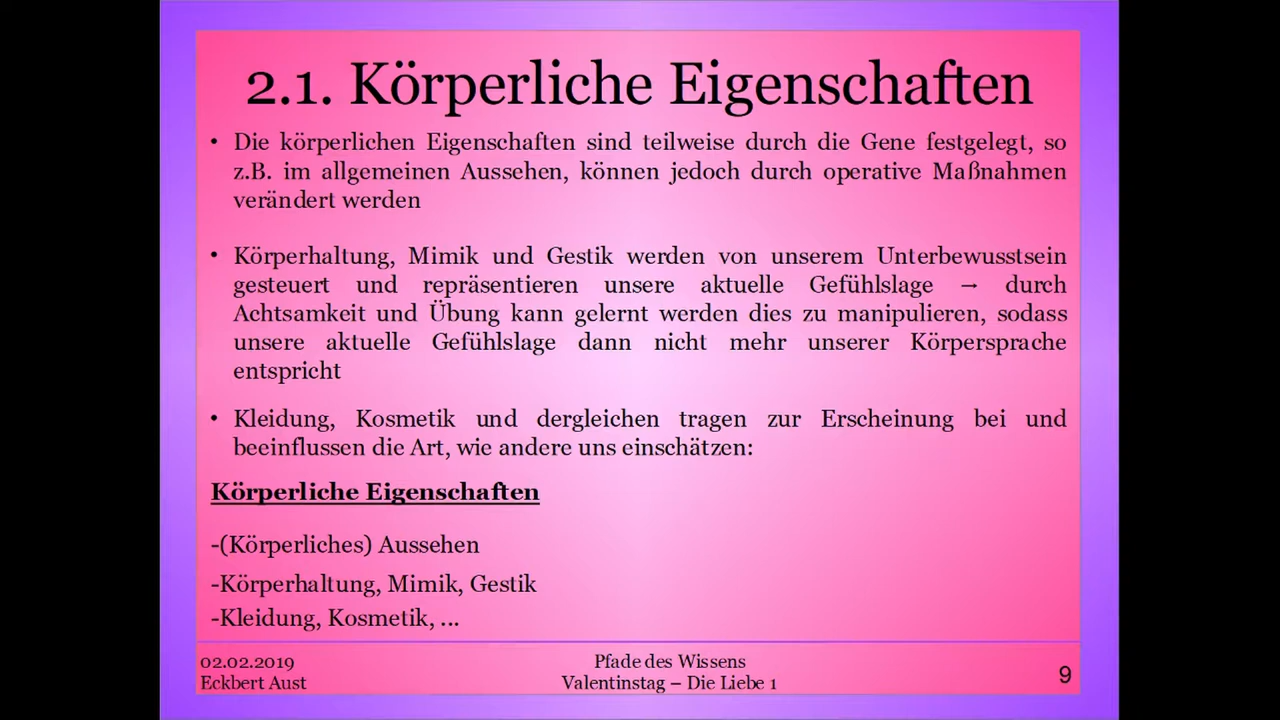 2.1. Körperliche Eigenschaften
• Die körperlichen Eigenschaften sind teilweise durch die Gene festgelegt, so
z.B. im allgemeinen Aussehen, können jedoch durch operative Maßnahmen
verändert werden
• Körperhaltung, Mimik und Gestik werden von unserem Unterbewusstsein
gesteuert und repräsentieren unsere aktuelle Gefühlslage → durch
Achtsamkeit und Übung kann gelernt werden dies zu manipulieren, sodass
unsere aktuelle Gefühlslage dann nicht mehr unserer Körpersprache
entspricht
• Kleidung, Kosmetik und dergleichen tragen zur Erscheinung bei und
beeinflussen die Art, wie andere uns einschätzen:
Körperliche Eigenschaften
-(Körperliches) Aussehen
-Körperhaltung, Mimik, Gestik
-Kleidung, Kosmetik, ...
02.02.2019
Eckbert Aust
Pfade des Wissens
Valentinstag – Die Liebe 1
9